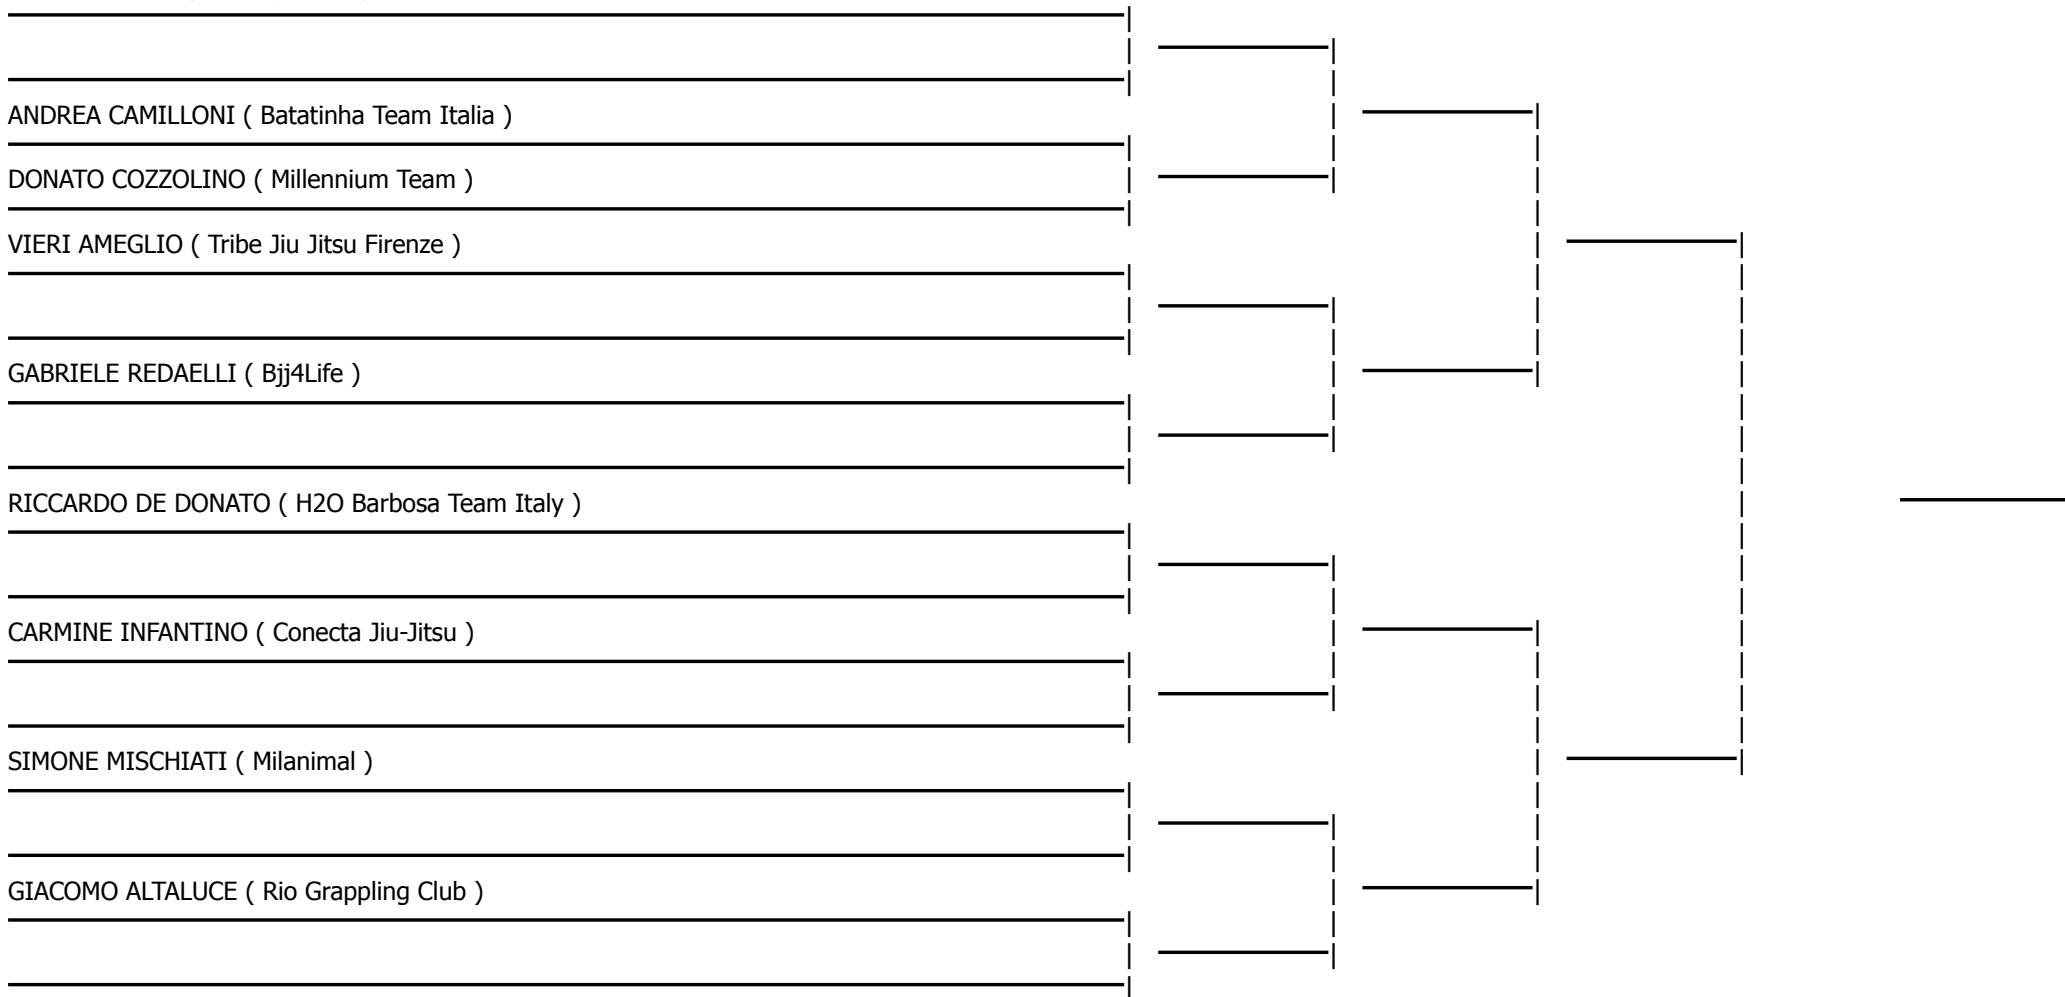 ANDREA CAMILLONI ( Batatinha Team Italia )
DONATO COZZOLINO ( Millennium Team )
VIERI AMEGLIO ( Tribe Jiu Jitsu Firenze )
GABRIELE REDAELLI ( Bjj4Life )
RICCARDO DE DONATO ( H2O Barbosa Team Italy )
CARMINE INFANTINO ( Conecta Jiu-Jitsu )
SIMONE MISCHIATI ( Milanimal )
GIACOMO ALTALUCE ( Rio Grappling Club )